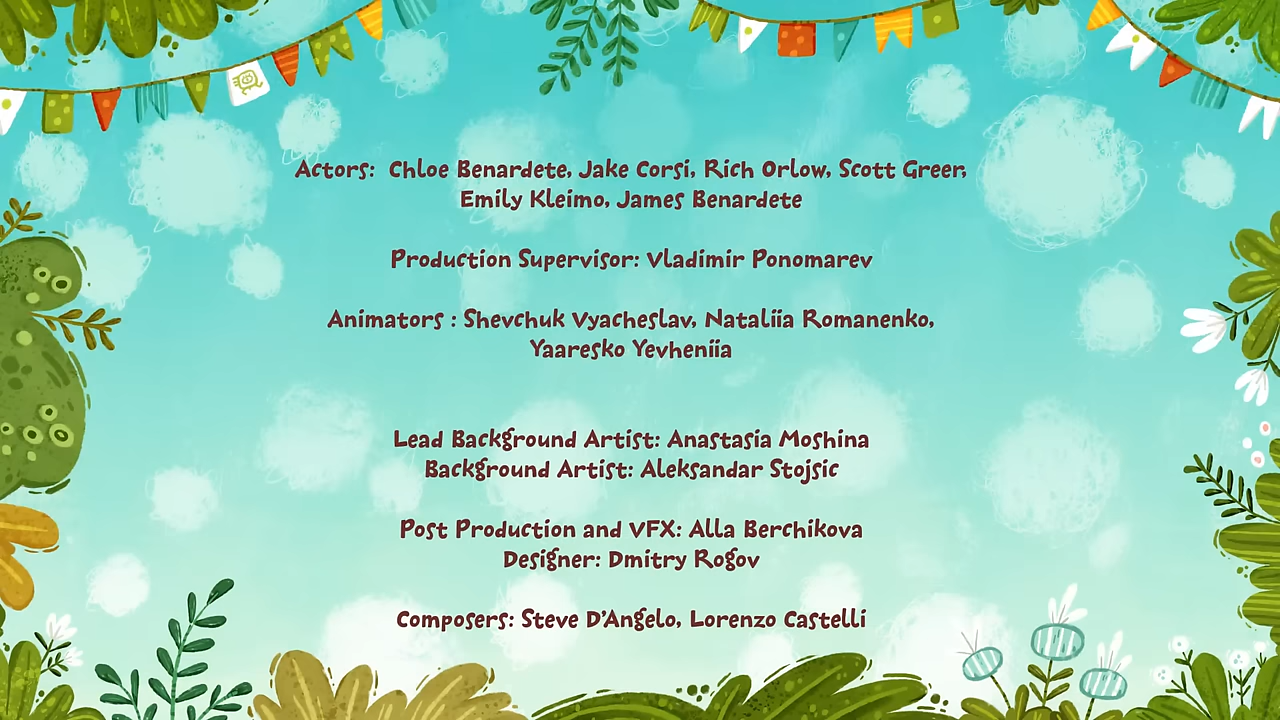 Actors: Chloe Benardete, Jake Corsi, Rich Orlow, Scott Greer,
Emily Kleimo, James Benardete
Production Supervisor: Vladimir Ponomarev
Animators : Shevchuk Vyacheslav, Nataliia Romanenko,
Yaaresko Yevheniia
Lead Background Artist: Anastasia Moshina
Background Artist: Aleksandar Stojsic
Post Production and VFX: Alla Berchikova
Designer: Dmitry Rogov
Composers: Steve D'Angelo, Lorenzo Castelli